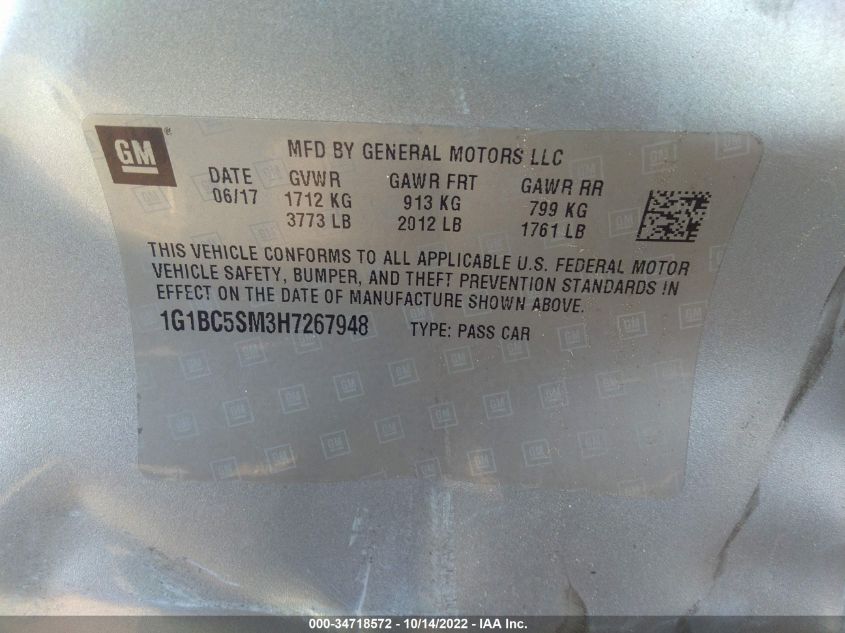 GM®
MFD BY GENERAL MOTORS LLC
DATE GVWR GAWR FRT GAWR RR
06/17 1712 KG 913 KG 799 KG
3773 LB 2012 LB 1761 LB
THIS VEHICLE CONFORMS TO ALL APPLICABLE U.S. FEDERAL MOTOR
VEHICLE SAFETY, BUMPER, AND THEFT PREVENTION STANDARDS IN
EFFECT ON THE DATE OF MANUFACTURE SHOWN ABOVE.
1G1BC5SM3H7267948 TYPE: PASS CAR
000-34718572 - 10/14/2022 - IAA Inc.